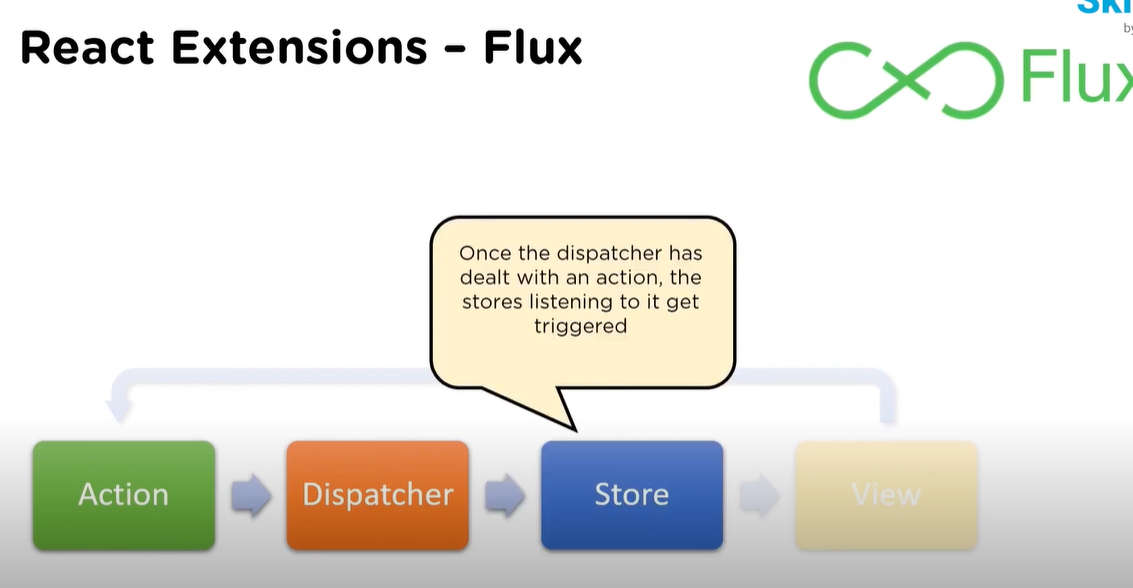 React Extensions – Flux
Once the dispatcher has
dealt with an action, the
stores listening to it get
triggered
Action
Dispatcher
Store
View